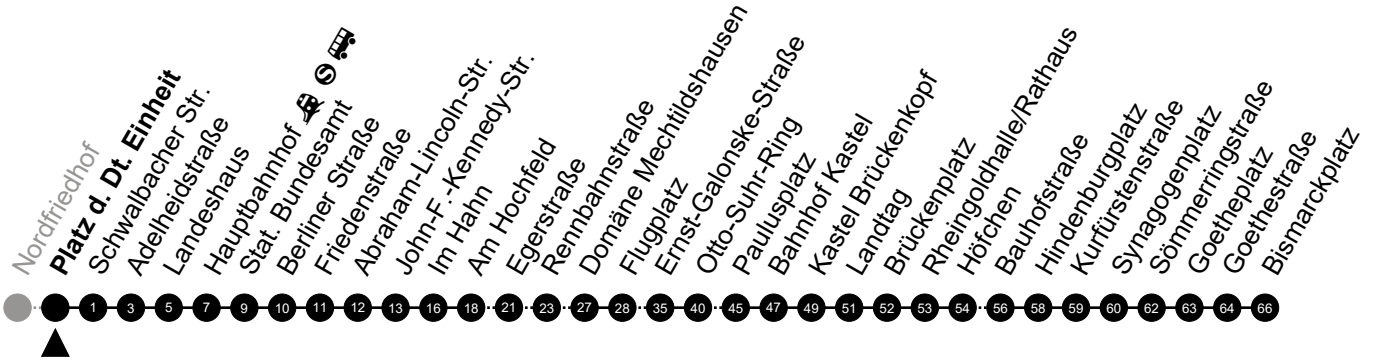 Nordfriedhof
Platz d. Dt. Einheit
Schwalbacher Str.
Adelheidstraße
Landeshaus
Hauptbahnhof S
Stat. Bundesamt
Berliner Straße
Friedenstraße
Abraham-Lincoln-Str.
John-F.-Kennedy-Str.
Im Hahn
Am Hochfeld
Egerstraße
Rennbahnstraße
Domäne Mechtildshausen
Flugplatz
Ernst-Galonske-Straße
Otto-Suhr-Ring
Paulusplatz
Bahnhof Kastel
Kastel Brückenkopf
Landtag
Brückenplatz
Rheingoldhalle/Rathaus
Höfchen
Bauhofstraße
Hindenburgplatz
Kurfürstenstraße
Synagogenplatz
Sömmerringstraße
Goetheplatz
Goethestraße
Bismarckplatz
1 3 5 7 9 10 11 12 13 16 18 21 23 27 28 35 40 45 47 49 51 52 53 54 56 58 59 60 62 63 64 66